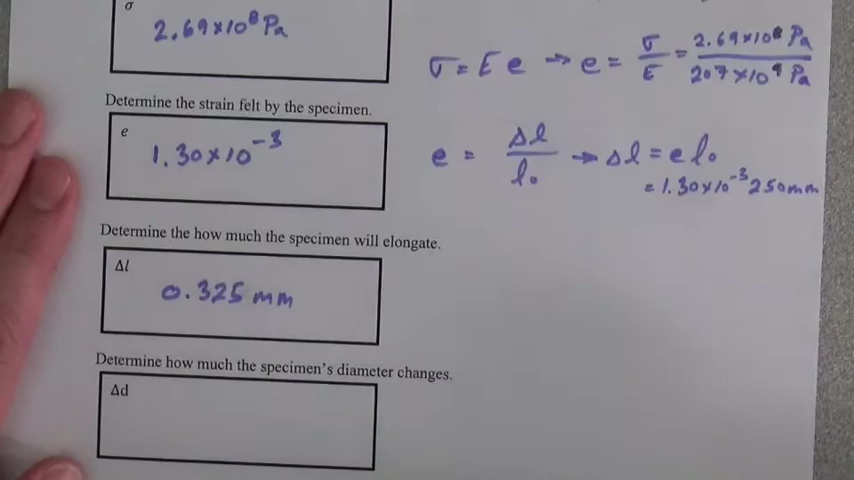 σ
2.69×10⁸ Pa
σ = E e → e = σ/E = 2.69×10⁸ Pa / 207×10⁹ Pa
Determine the strain felt by the specimen.
e
1.30×10⁻³
e = Δl/l₀ → Δl = e l₀
= 1.30×10⁻³ 250mm
Determine the how much the specimen will elongate.
Δl
0.325 mm
Determine how much the specimen's diameter changes.
Δd